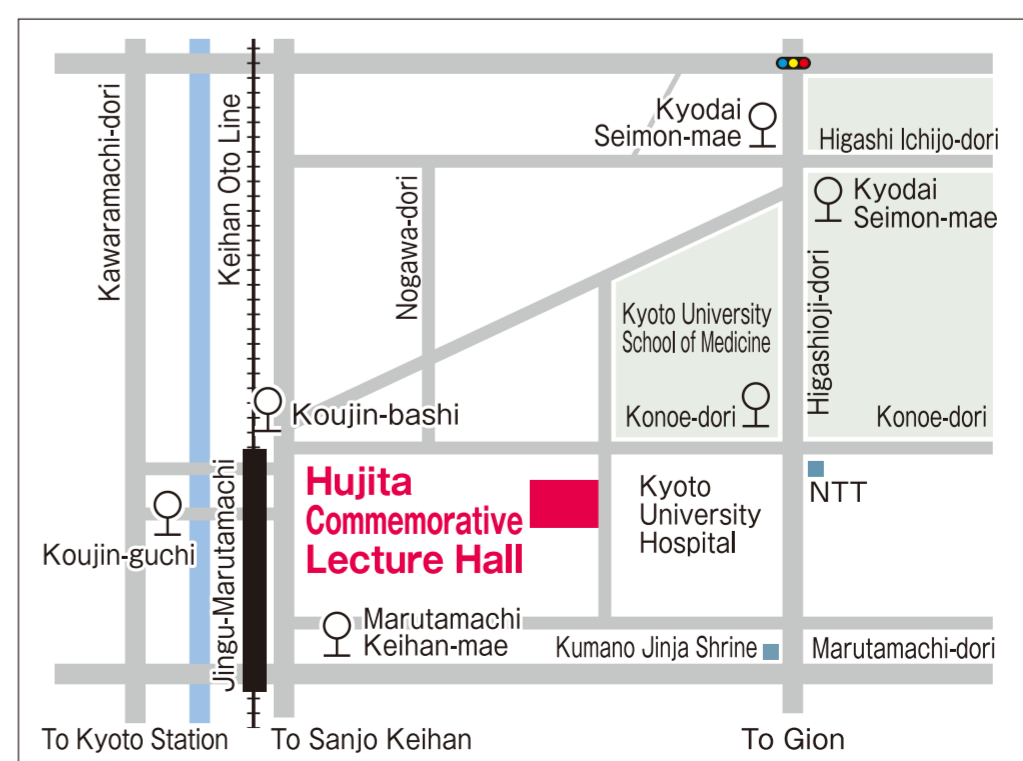 Kawaramachi-dori
Keihan Oto Line
Kyodai
Seimon-mae
Higashi Ichijo-dori
Nogawa-dori
Kyodai
Seimon-mae
Kyoto University
School of Medicine
Higashioji-dori
Koujin-bashi
Konoe-dori
Konoe-dori
Jingu-Marutamachi
Hujita
Commemorative
Lecture Hall
Kyoto
University
Hospital
NTT
Koujin-guchi
Marutamachi
Keihan-mae
Kumano Jinja Shrine
Marutamachi-dori
To Kyoto Station
To Sanjo Keihan
To Gion